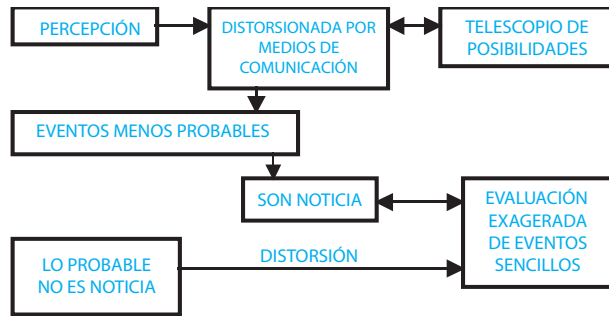 PERCEPCIÓN
DISTORSIONADA POR
MEDIOS DE
COMUNICACIÓN
TELESCOPIO DE
POSIBILIDADES
EVENTOS MENOS PROBABLES
SON NOTICIA
EVALUACIÓN
EXAGERADA
DE EVENTOS
SENCILLOS
LO PROBABLE
NO ES NOTICIA
DISTORSIÓN